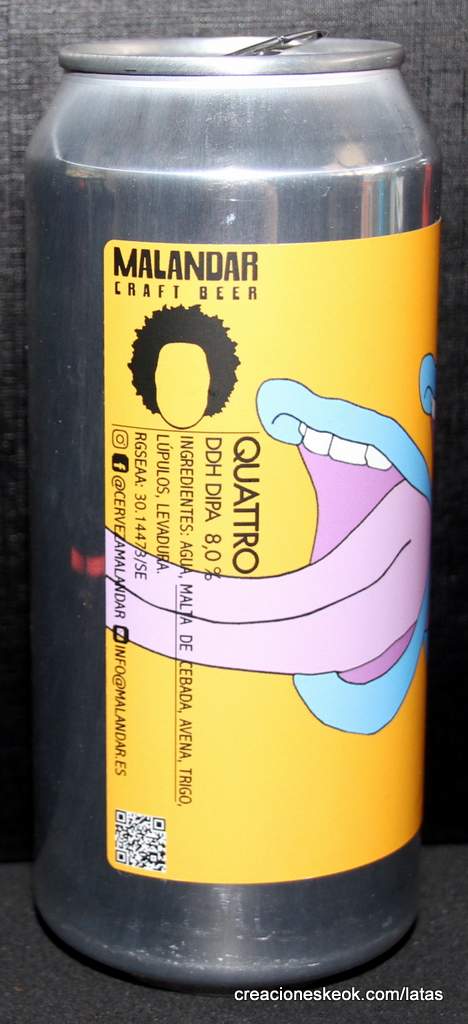 MALANDAR
CRAFT BEER
QUATTRO
DDH DIPA 8,0 %
INGREDIENTES: AGUA, MALTA DE CEBADA, AVENA, TRIGO,
LÚPULOS, LEVADURA.
RGSEAA: 30.14473/SE
@CERVEZAMALANDAR INFO@MALANDAR.ES
creacioneskeok.com/latas